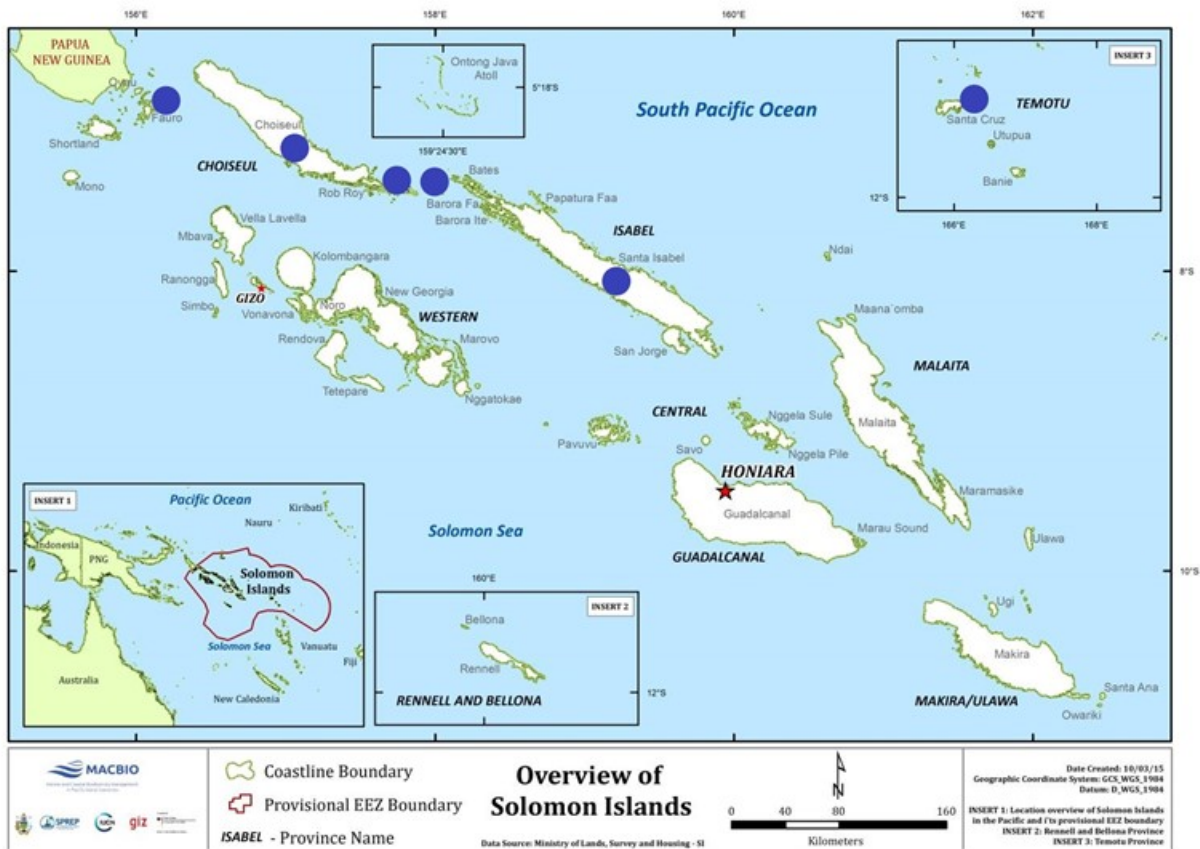 156°E
158°E
160°E
162°E
PAPUA
NEW GUINEA
Ovau
Fauro
Shortland
Mono
Choiseul
CHOISEUL
Rob Roy
Ontong Java
Atoll
5°18'S
159°24'30"E
South Pacific Ocean
INSERT 3
TEMOTU
Santa Cruz
Utupua
Banie
12°S
166°E
168°E
Bates
Barora Fa
Barora Ite
Papatura Faa
ISABEL
Santa Isabel
San Jorge
Ndai
8°S
Vella Lavella
Mbava
Ranongga
Simbo
GIZO
Kolombangara
Vonavona
Noro
New Georgia
WESTERN
Rendova
Marovo
Tetepare
Nggatokae
Maana'omba
MALAITA
Malaita
Maramasike
CENTRAL
Nggela Sule
Nggela Pile
Pavuvu
Savo
HONIARA
Guadalcanal
Marau Sound
GUADALCANAL
Ulawa
10°S
Solomon Sea
INSERT 1
Pacific Ocean
Kiribati
Nauru
Indonesia
PNG
Solomon
Islands
Solomon Sea
Vanuatu
Fiji
Australia
New Caledonia
160°E
INSERT 2
Bellona
Rennell
12°S
RENNELL AND BELLONA
Ugi
Makira
Santa Ana
Owariki
MAKIRA/ULAWA
MACBIO
SPREP
IUCN
giz
Coastline Boundary
Provisional EEZ Boundary
ISABEL - Province Name
Overview of
Solomon Islands
Data Source: Ministry of Lands, Survey and Housing - SI
N
0 40 80 160
Kilometers
Date Created: 10/03/15
Geographic Coordinate System: GCS_WGS_1984
Datum: D_WGS_1984
INSERT 1: Location overview of Solomon Islands
in the Pacific and i'ts provisional EEZ boundary
INSERT 2: Rennell and Bellona Province
INSERT 3: Temotu Province